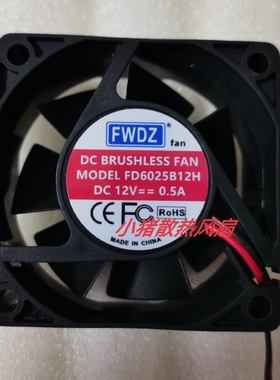 FWDZ fan
DC BRUSHLESS FAN
MODEL FD6025B12H
DC 12V== 0.5A
CE FC RoHS
小猪散热风扇
MADE IN CHINA